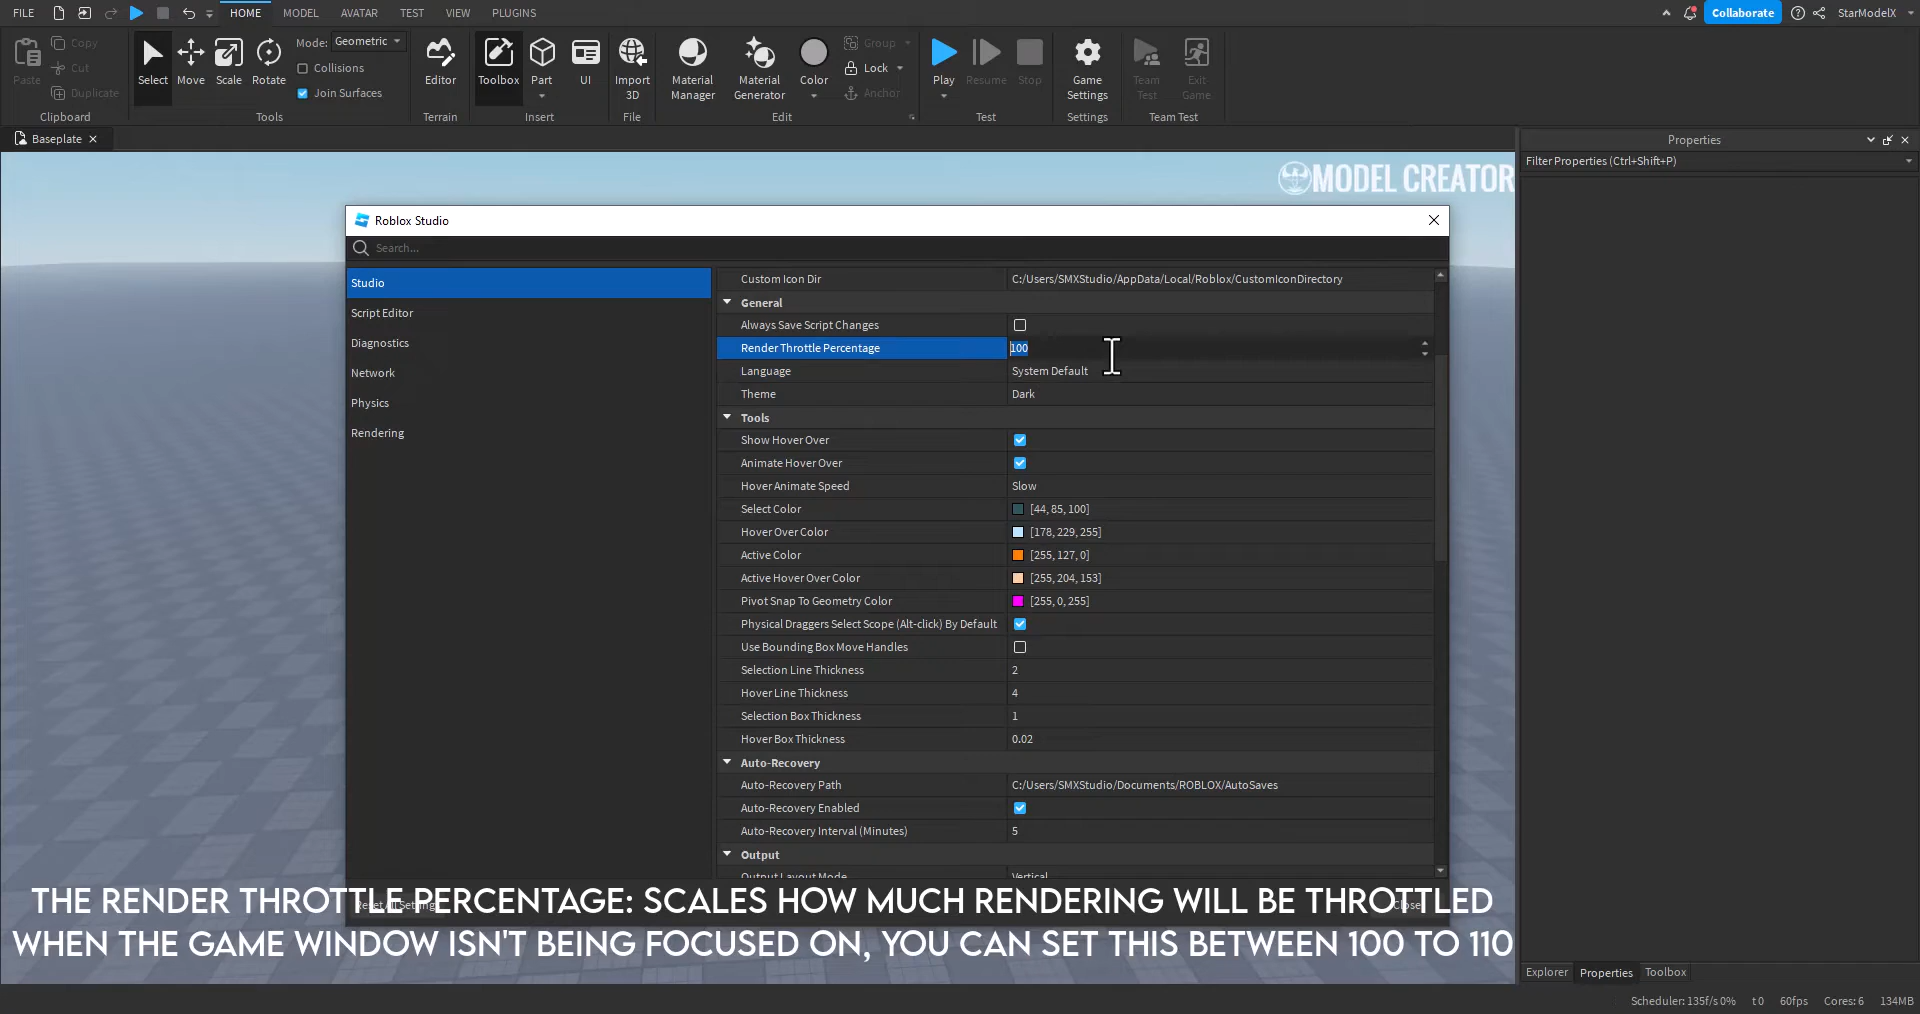 FILE HOME MODEL AVATAR TEST VIEW PLUGINS Collaborate StarModelX
Paste Copy Cut Duplicate
Clipboard
Select Move Scale Rotate
Mode: Geometric
Collisions
Join Surfaces
Tools
Editor
Terrain
Toolbox Part UI
Insert
Import 3D
File
Material Manager
Material Generator
Color
Group
Lock
Anchor
Edit
Play Resume Stop
Test
Game Settings
Settings
Team Test
Exit Game
Team Test
Baseplate
Properties
Filter Properties (Ctrl+Shift+P)
MODEL CREATOR
Roblox Studio
Search...
Studio
Script Editor
Diagnostics
Network
Physics
Rendering
Custom Icon Dir C:/Users/SMXStudio/AppData/Local/Roblox/CustomIconDirectory
General
Always Save Script Changes
Render Throttle Percentage 100
Language System Default
Theme Dark
Tools
Show Hover Over
Animate Hover Over
Hover Animate Speed Slow
Select Color [44, 85, 100]
Hover Over Color [178, 229, 255]
Active Color [255, 127, 0]
Active Hover Over Color [255, 204, 153]
Pivot Snap To Geometry Color [255, 0, 255]
Physical Draggers Select Scope (Alt-click) By Default
Use Bounding Box Move Handles
Selection Line Thickness 2
Hover Line Thickness 4
Selection Box Thickness 1
Hover Box Thickness 0.02
Auto-Recovery
Auto-Recovery Path C:/Users/SMXStudio/Documents/ROBLOX/AutoSaves
Auto-Recovery Enabled
Auto-Recovery Interval (Minutes) 5
Output
Output Layout Mode Vertical
Reset All Settings Close
THE RENDER THROTTLE PERCENTAGE: SCALES HOW MUCH RENDERING WILL BE THROTTLED
WHEN THE GAME WINDOW ISN'T BEING FOCUSED ON, YOU CAN SET THIS BETWEEN 100 TO 110
Explorer Properties Toolbox
Scheduler: 135f/s 0% t 0 60fps Cores: 6 134MB